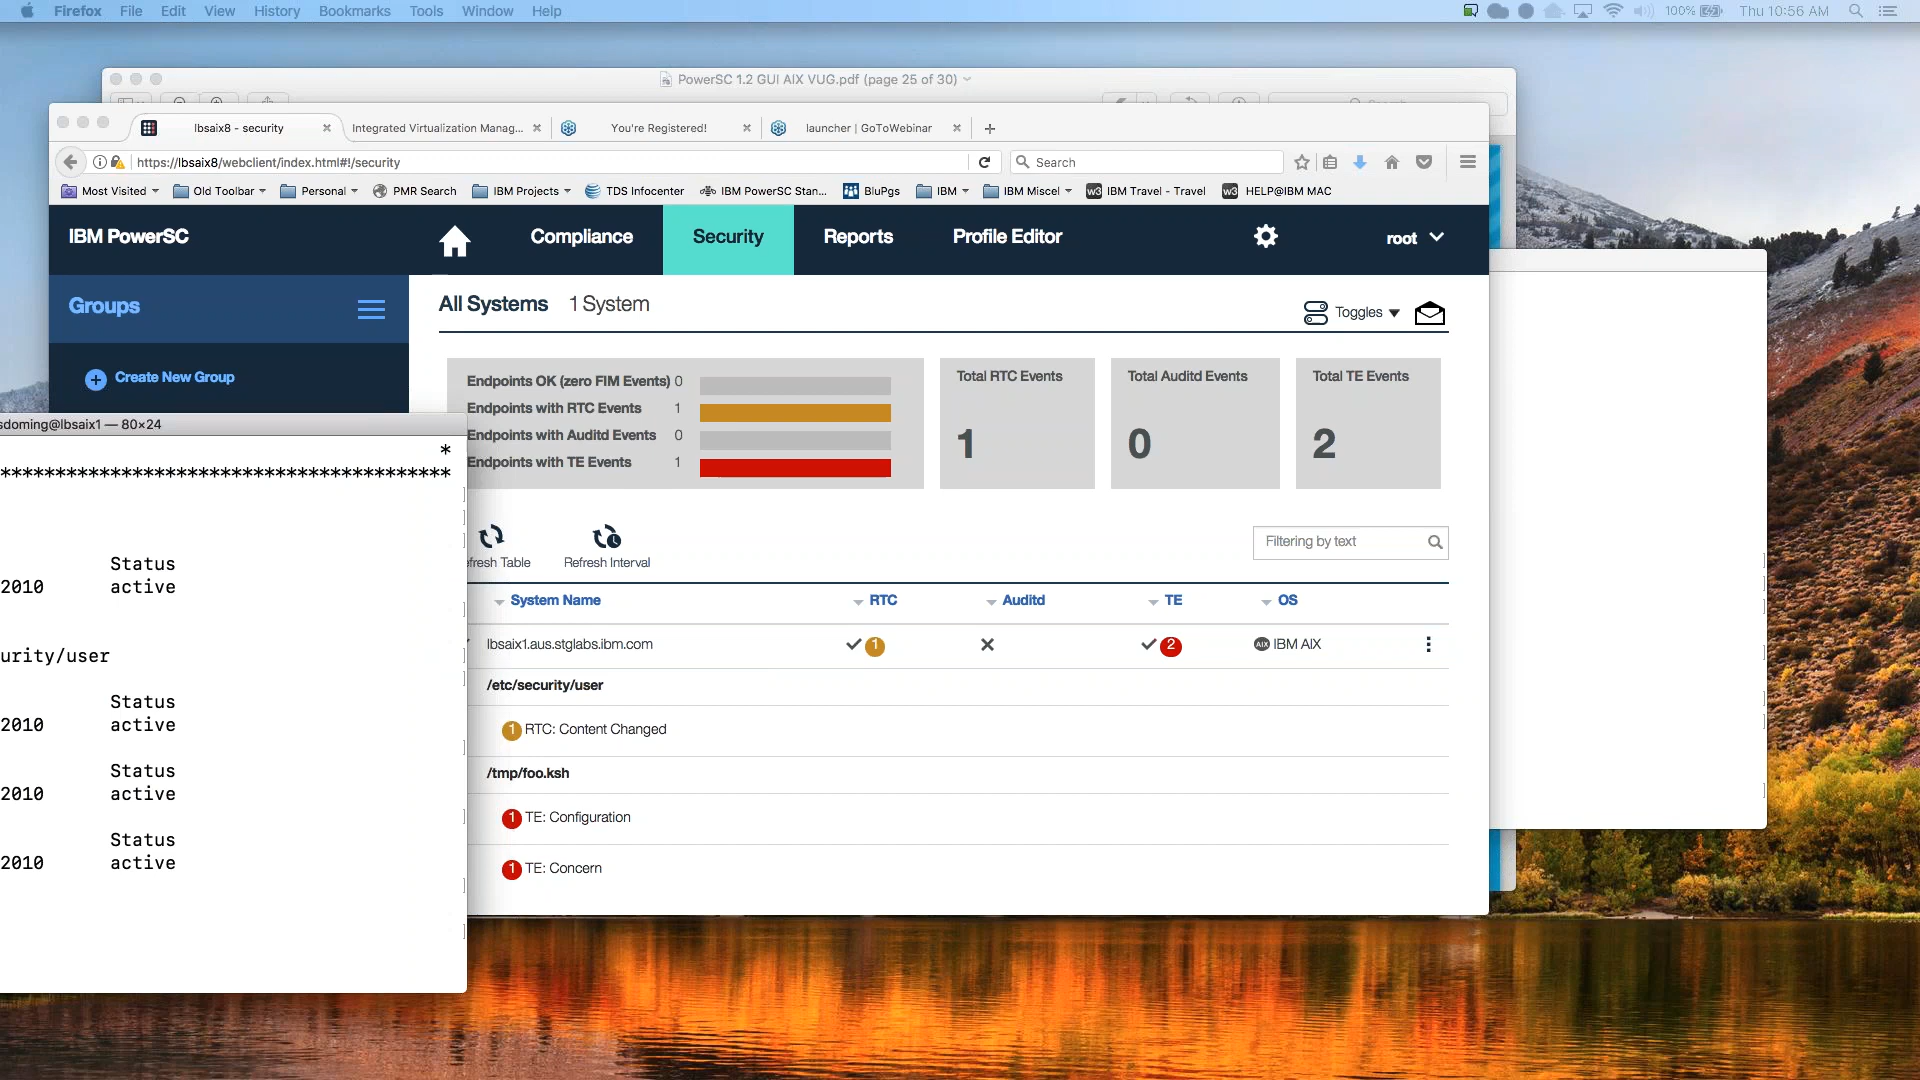 Firefox File Edit View History Bookmarks Tools Window Help
100% Thu 10:56 AM
PowerSC 1.2 GUI AIX VUG.pdf (page 25 of 30)
lbsaix8 - security
Integrated Virtualization Manag...
You're Registered!
launcher | GoToWebinar
https://lbsaix8/webclient/index.html#!/security
Search
Most Visited Old Toolbar Personal PMR Search IBM Projects TDS Infocenter IBM PowerSC Stan... BluPgs IBM IBM Miscel IBM Travel - Travel HELP@IBM MAC
IBM PowerSC
Compliance
Security
Reports
Profile Editor
root
Groups
All Systems 1 System
Toggles
Create New Group
Endpoints OK (zero FIM Events) 0
Endpoints with RTC Events 1
Endpoints with Auditd Events 0
Endpoints with TE Events 1
Total RTC Events
1
Total Auditd Events
0
Total TE Events
2
sdoming@lbsaix1 — 80×24
*
*****************************************
Status
2010 active
urity/user
Status
2010 active
Status
2010 active
Status
2010 active
efresh Table
Refresh Interval
Filtering by text
System Name RTC Auditd TE OS
lbsaix1.aus.stglabs.ibm.com 1 2 AIX IBM AIX
/etc/security/user
1 RTC: Content Changed
/tmp/foo.ksh
1 TE: Configuration
1 TE: Concern